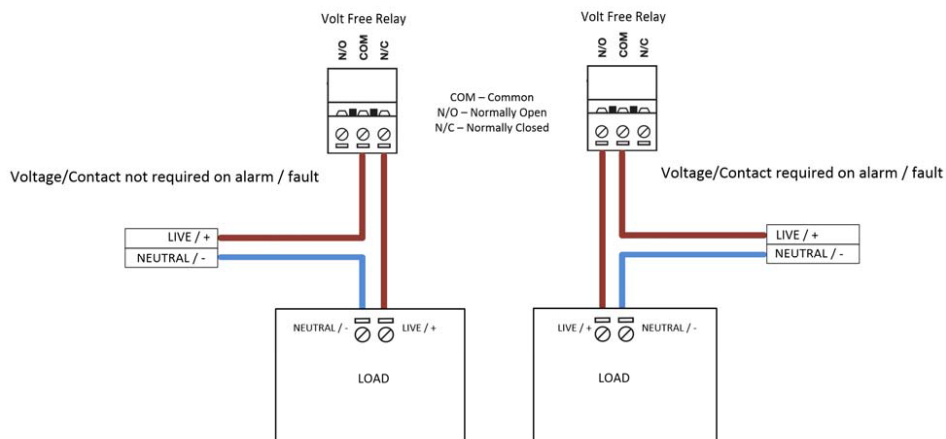 Volt Free Relay
N/O COM N/C
Volt Free Relay
N/O COM N/C
COM – Common
N/O – Normally Open
N/C – Normally Closed
Voltage/Contact not required on alarm / fault
Voltage/Contact required on alarm / fault
LIVE / +
NEUTRAL / -
LIVE / +
NEUTRAL / -
NEUTRAL / - LIVE / +
LOAD
LIVE / + NEUTRAL / -
LOAD